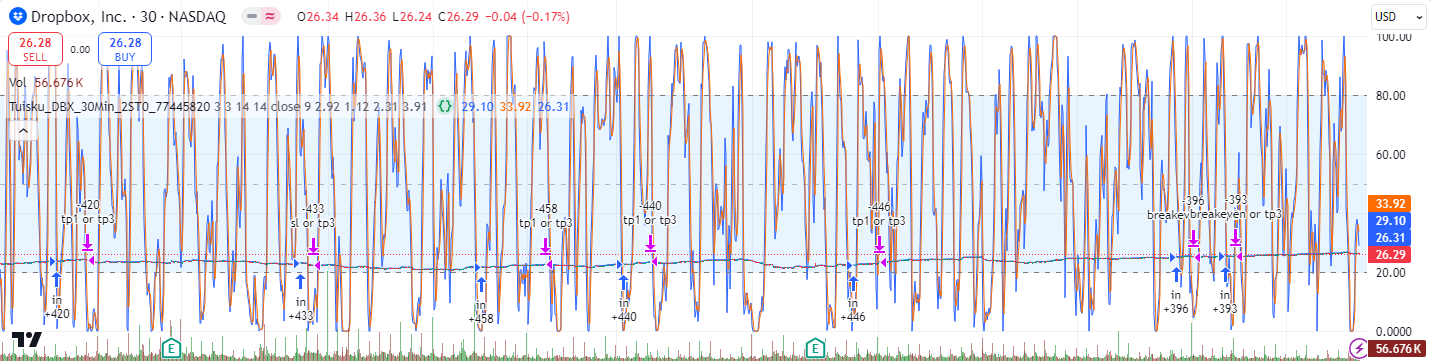 Dropbox, Inc. · 30 · NASDAQ O26.34 H26.36 L26.24 C26.29 −0.04 (−0.17%)
USD
26.28
SELL
0.00
26.28
BUY
100.00
Vol 56.676 K
Tuisku_DBX_30Min_2ST0_77445820 3 3 14 14 close 9 2.92 1.12 2.31 3.91 29.10 33.92 26.31
80.00
60.00
-420
tp1 or tp3
-433
sl or tp3
-458
tp1 or tp3
-440
tp1 or tp3
-446
tp1 or tp3
-396
-393
breakeven or tp3
33.92
29.10
26.31
26.29
20.00
in
+420
in
+433
in
+458
in
+440
in
+446
in
+396
in
+393
0.0000
E
E
56.676 K